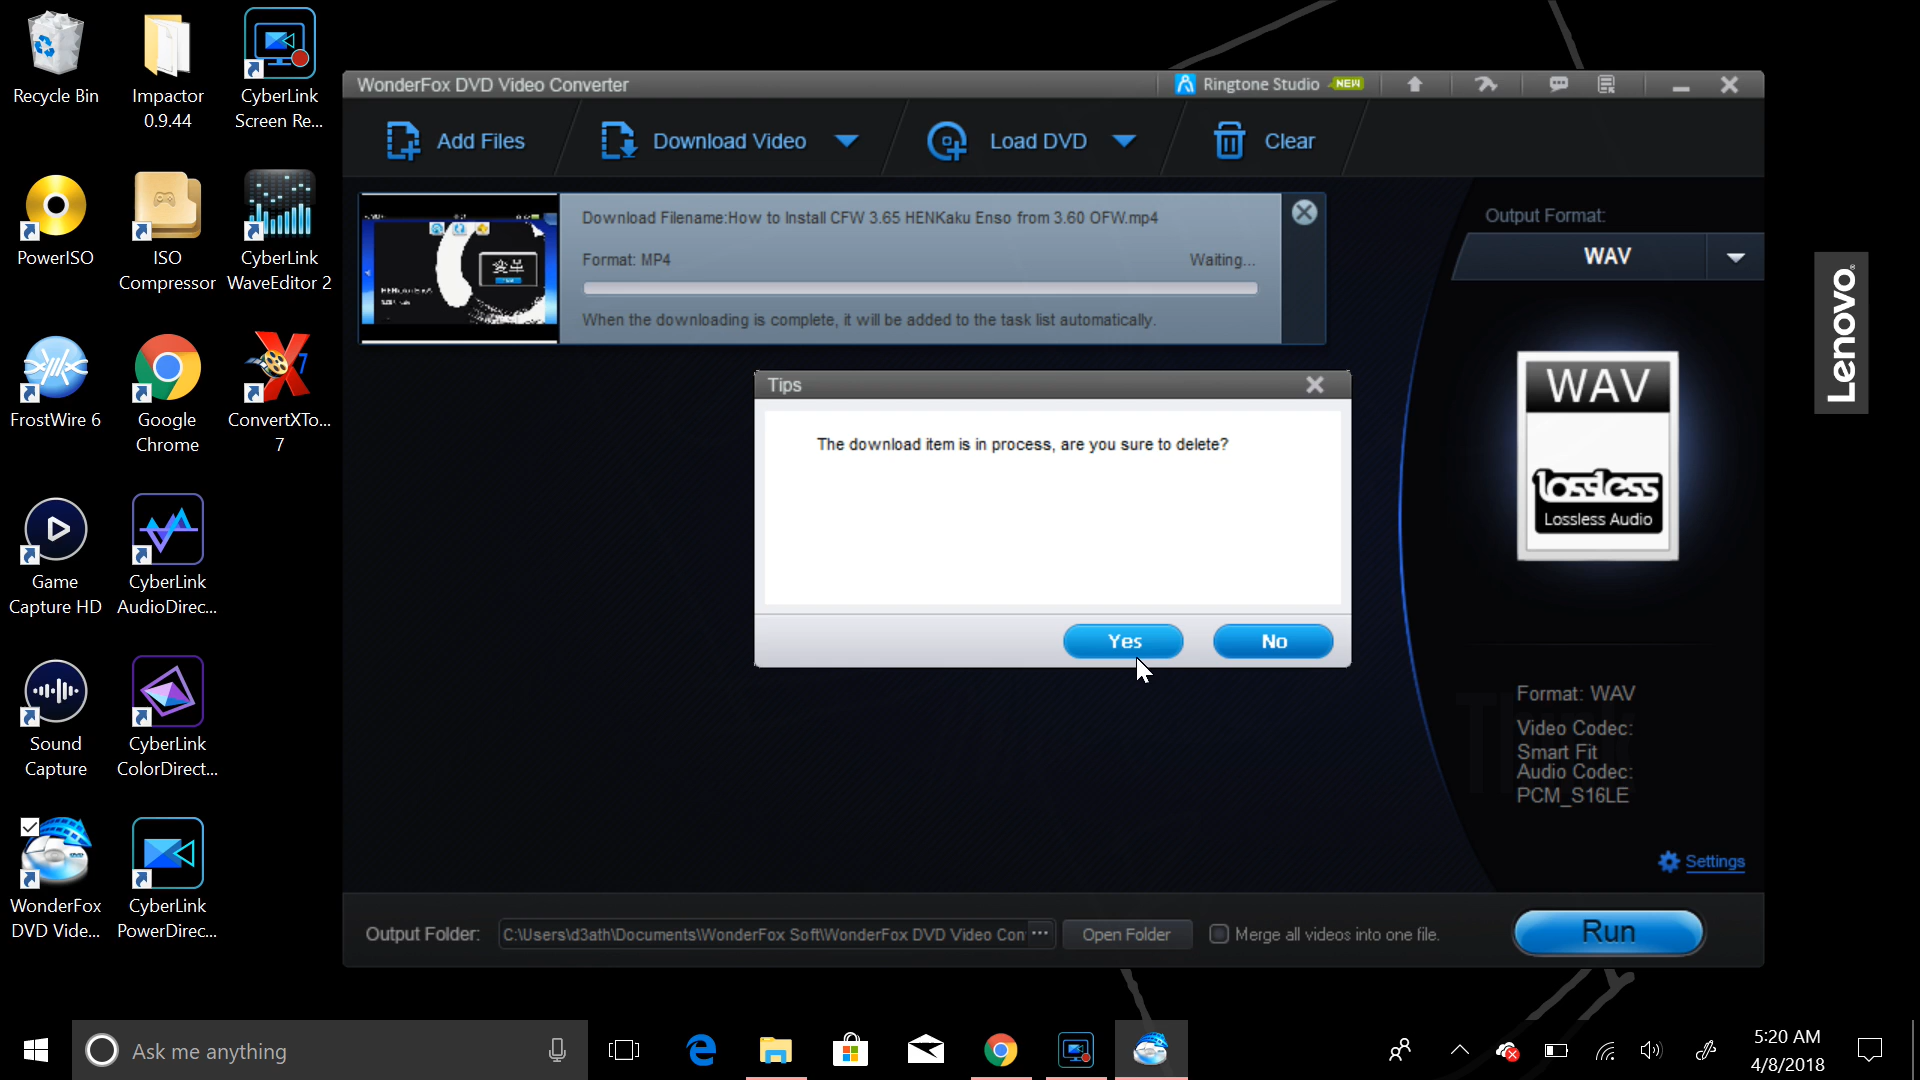 Recycle Bin
Impactor
0.9.44
CyberLink
Screen Re...
PowerISO
ISO
Compressor
CyberLink
WaveEditor 2
FrostWire 6
Google
Chrome
7
ConvertXTo...
7
Game
Capture HD
CyberLink
AudioDirec...
Sound
Capture
CyberLink
ColorDirect...
WonderFox
DVD Vide...
CyberLink
PowerDirec...
WonderFox DVD Video Converter
Ringtone Studio NEW
Add Files
Download Video
Load DVD
Clear
変革
Download Filename:How to Install CFW 3.65 HENKaku Enso from 3.60 OFW.mp4
Format: MP4
Waiting...
When the downloading is complete, it will be added to the task list automatically.
Tips
The download item is in process, are you sure to delete?
Yes
No
Output Format:
WAV
WAV
lossless
Lossless Audio
Format: WAV
Video Codec:
Smart Fit
Audio Codec:
PCM_S16LE
Settings
Output Folder:
C:\Users\d3ath\Documents\WonderFox Soft\WonderFox DVD Video Con
...
Open Folder
Merge all videos into one file.
Run
Lenovo
Ask me anything
5:20 AM
4/8/2018